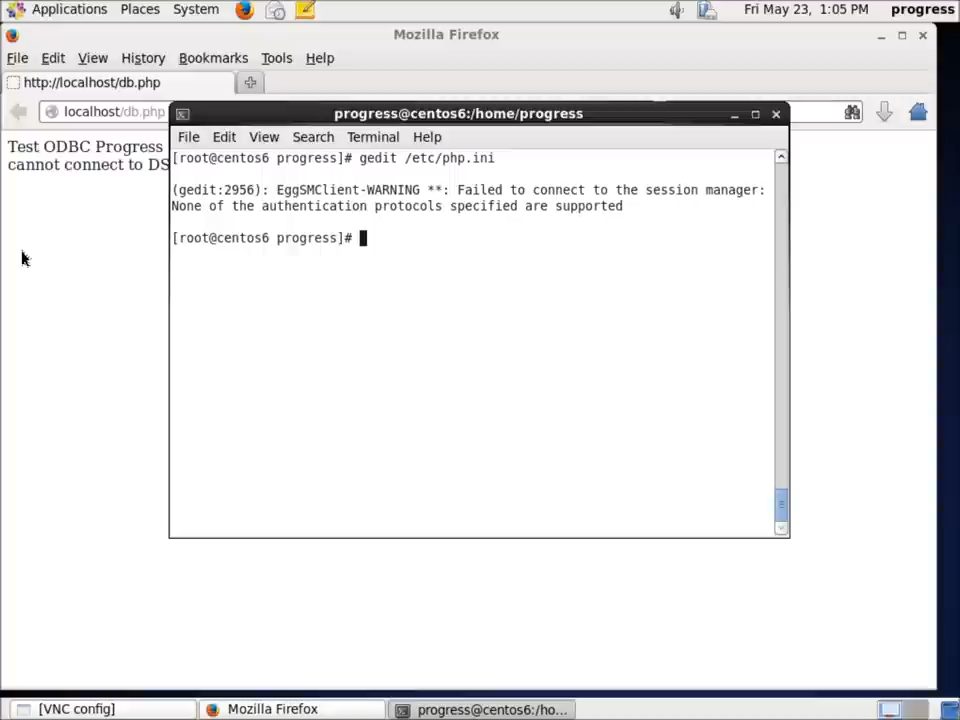 Applications Places System Fri May 23, 1:05 PM progress
Mozilla Firefox
File Edit View History Bookmarks Tools Help
http://localhost/db.php
localhost/db.php
Test ODBC Progress
cannot connect to DS
progress@centos6:/home/progress
File Edit View Search Terminal Help
[root@centos6 progress]# gedit /etc/php.ini
(gedit:2956): EggSMClient-WARNING **: Failed to connect to the session manager:
None of the authentication protocols specified are supported
[root@centos6 progress]#
[VNC config] Mozilla Firefox progress@centos6:/ho...